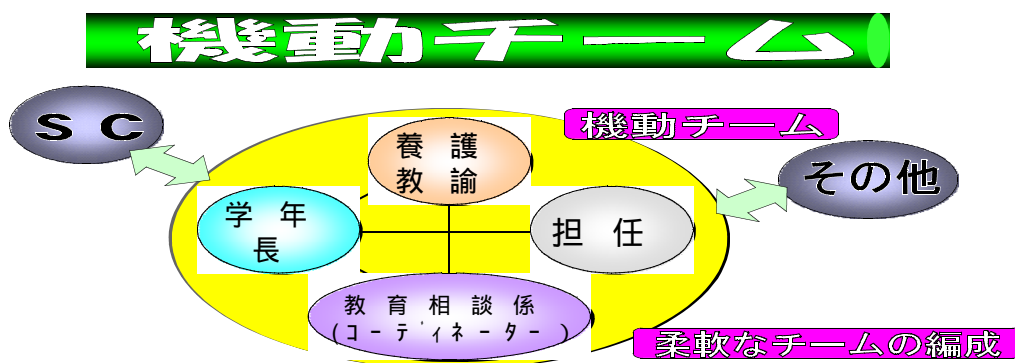 機動チーム
ＳＣ
機動チーム
養護
教諭
その他
学年
長
担任
教育相談係
(ｺｰﾃﾞｨﾈｰﾀｰ)
柔軟なチームの編成